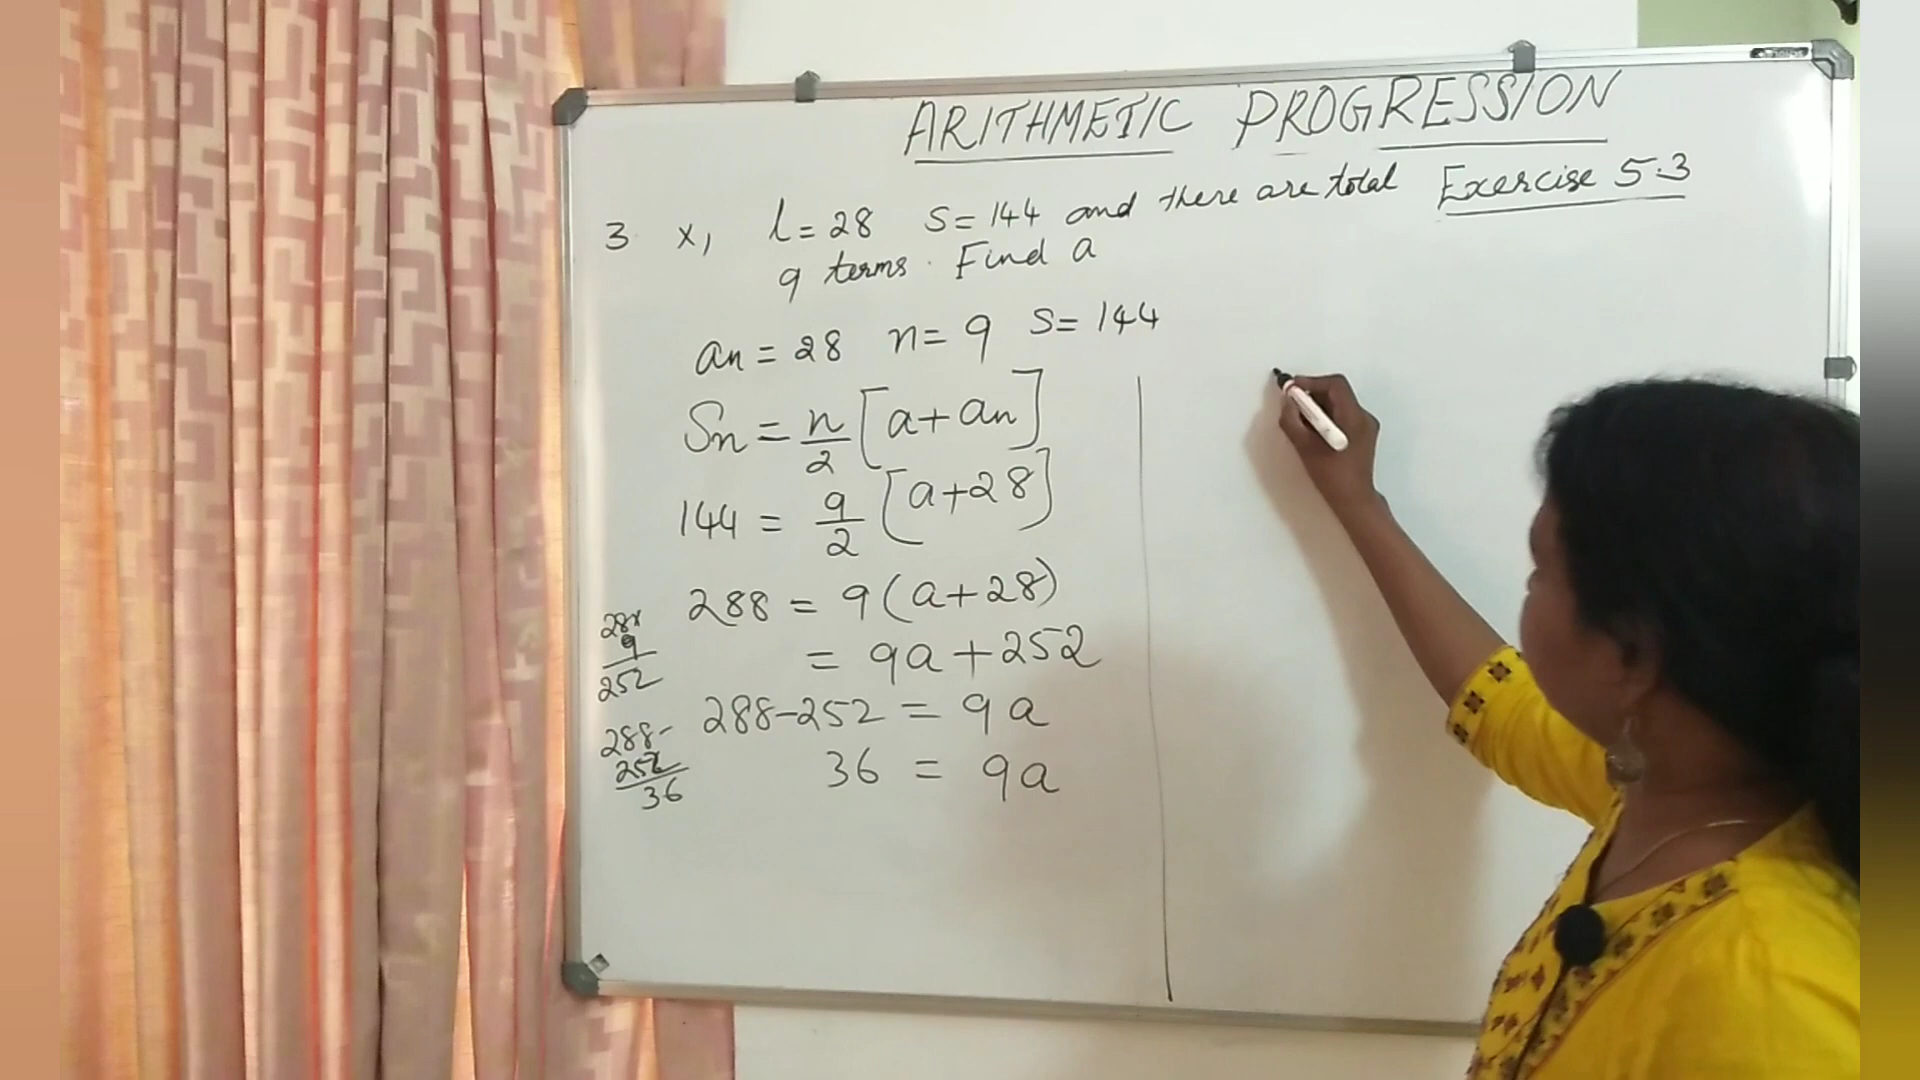 ARITHMETIC PROGRESSION
Exercise 5.3
3 x, l = 28 S = 144 and there are total
9 terms. Find a
an = 28 n = 9 S = 144
Sn = n/2 [a + an]
144 = 9/2 [a + 28]
288 = 9(a + 28)
= 9a + 252
288 - 252 = 9a
36 = 9a
28×
9
252
288-
252
36